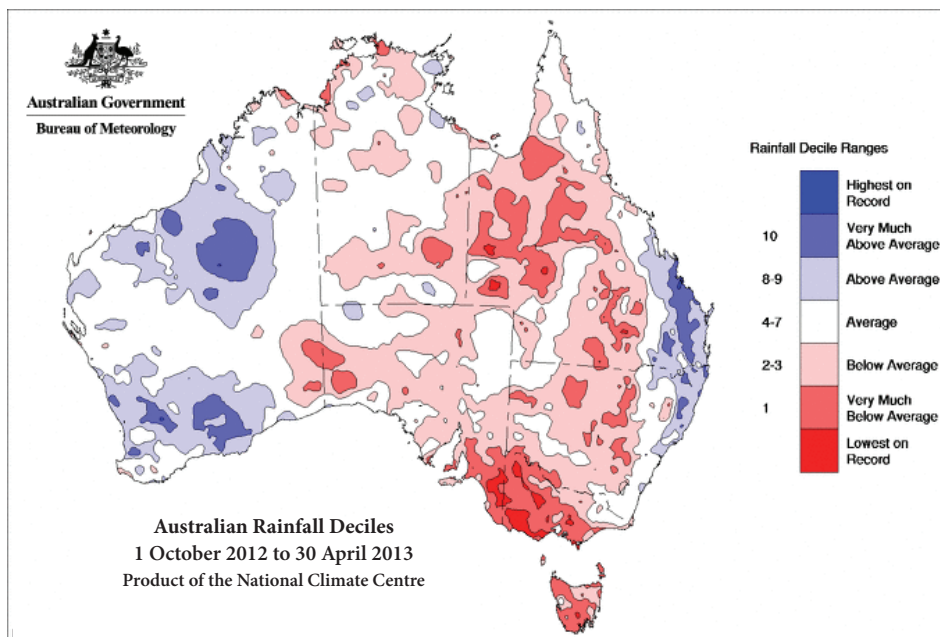 Australian Government
Bureau of Meteorology
Rainfall Decile Ranges
Highest on
Record
10
Very Much
Above Average
8-9
Above Average
4-7
Average
2-3
Below Average
1
Very Much
Below Average
Lowest on
Record
Australian Rainfall Deciles
1 October 2012 to 30 April 2013
Product of the National Climate Centre